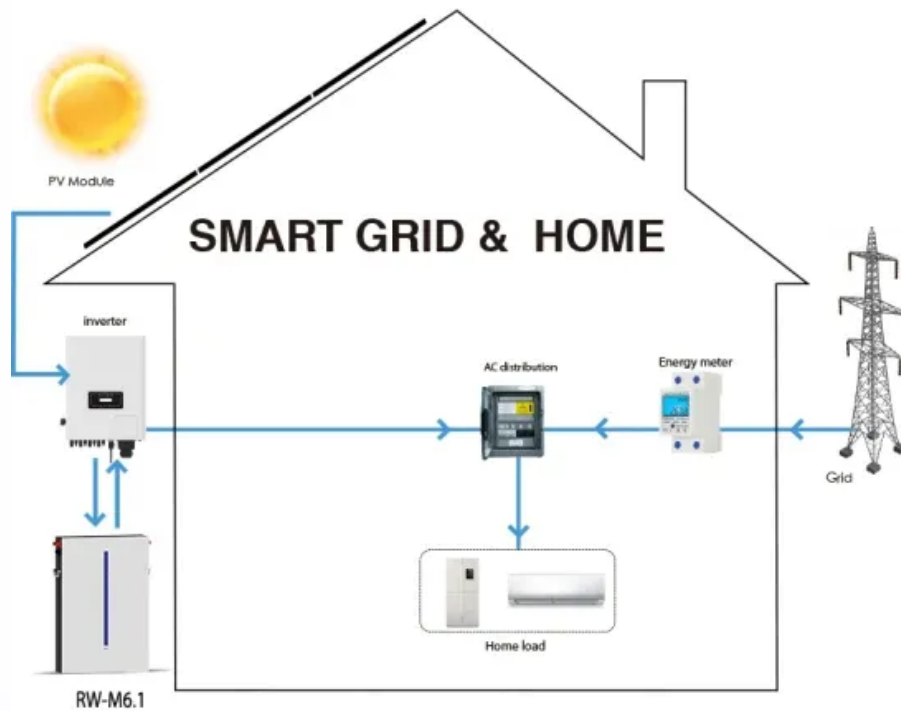 PV Module
SMART GRID & HOME
inverter
AC distribution
Energy meter
Grid
Home load
RW-M6.1